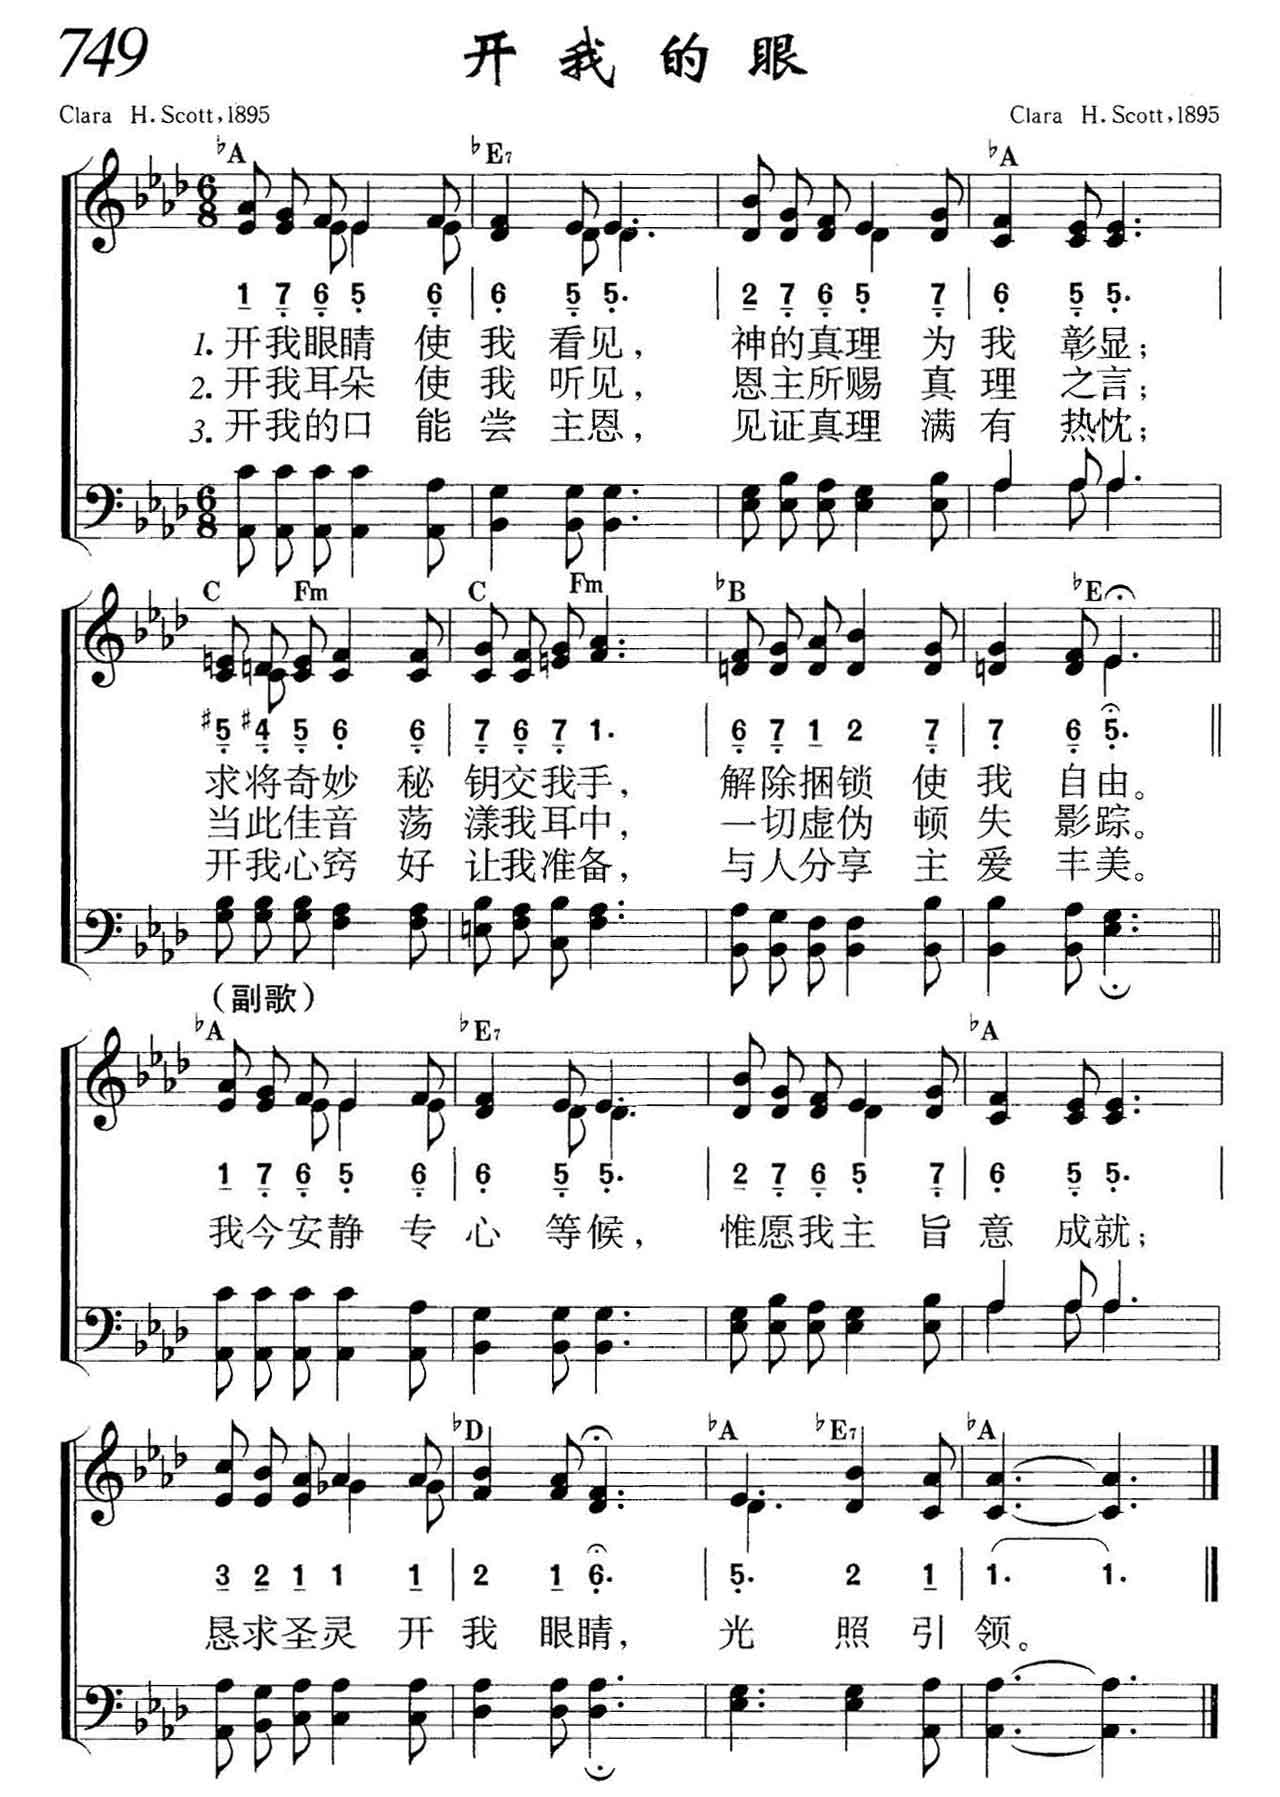 749
开我的眼
Clara H. Scott, 1895
Clara H. Scott, 1895
♭A ♭E7 ♭A
6/8
1 7 6 5 6 | 6 5 5. | 2 7 6 5 7 | 6 5 5. |
1. 开我眼睛 使 我 看见, 神的真理 为 我 彰显;
2. 开我耳朵 使 我 听见, 恩主所赐 真 理 之言;
3. 开我的口 能 尝 主恩, 见证真理 满 有 热忱;
6/8
C Fm C Fm ♭B ♭E
♯5 ♯4 5 6 6 | 7 6 7 1. | 6 7 1 2 7 | 7 6 5. ||
求将奇妙 秘 钥交我手, 解除捆锁 使 我 自由。
当此佳音 荡 漾我耳中, 一切虚伪 顿 失 影踪。
开我心窍 好 让我准备, 与人分享 主 爱 丰美。
(副歌)
♭A ♭E7 ♭A
1 7 6 5 6 | 6 5 5. | 2 7 6 5 7 | 6 5 5. |
我今安静 专 心 等候, 惟愿我主 旨 意 成就;
♭D ♭A ♭E7 ♭A
3 2 1 1 1 | 2 1 6. | 5. 2 1 | 1. 1. ||
恳求圣灵 开 我 眼睛, 光 照 引 领。